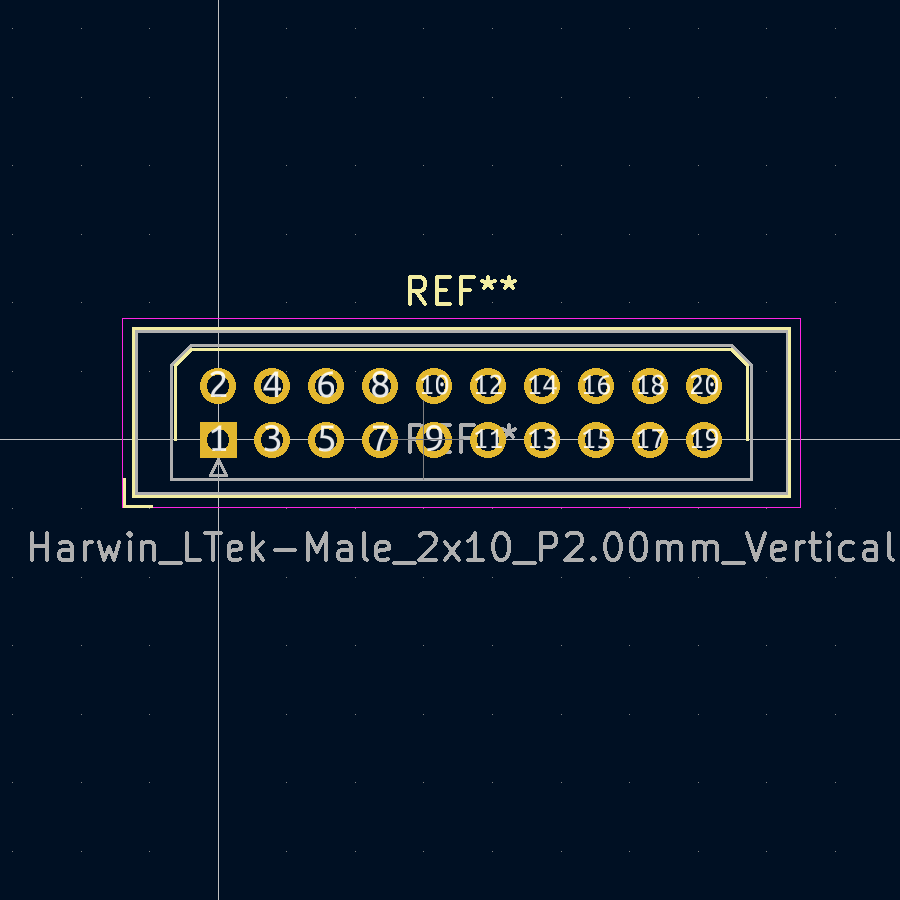 REF**
2 4 6 8 10 12 14 16 18 20
1 3 5 7 9 11 13 15 17 19
REF**
Harwin_LTek-Male_2x10_P2.00mm_Vertical